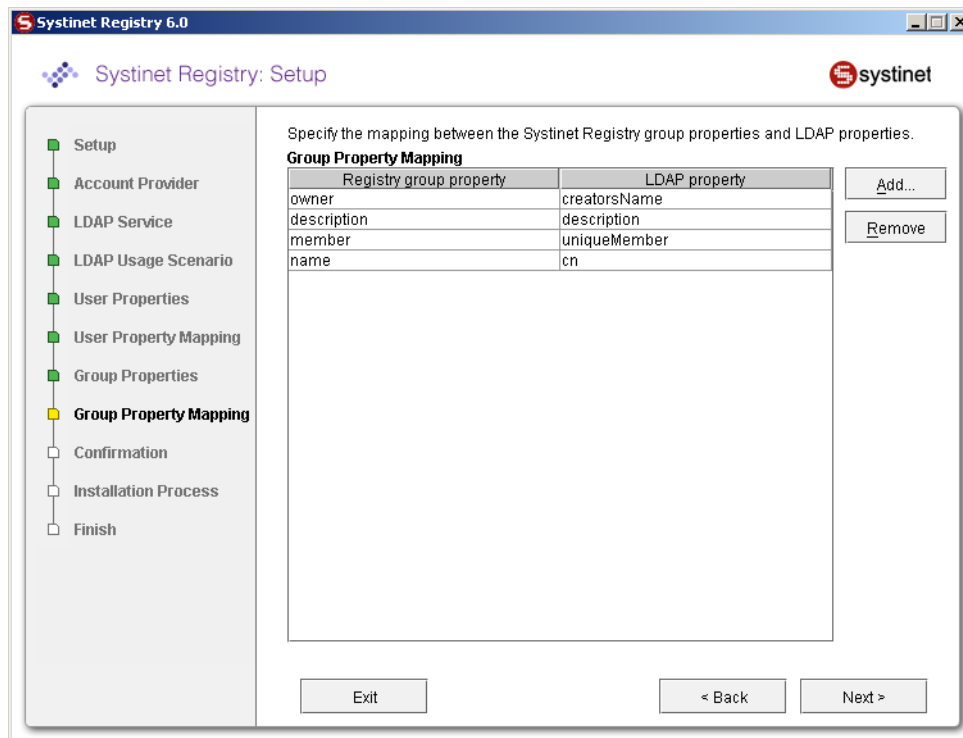 Systinet Registry 6.0
Systinet Registry: Setup
systinet
Setup
Account Provider
LDAP Service
LDAP Usage Scenario
User Properties
User Property Mapping
Group Properties
Group Property Mapping
Confirmation
Installation Process
Finish
Specify the mapping between the Systinet Registry group properties and LDAP properties.
Group Property Mapping
Registry group property LDAP property
owner creatorsName
description description
member uniqueMember
name cn
Add...
Remove
Exit < Back Next >